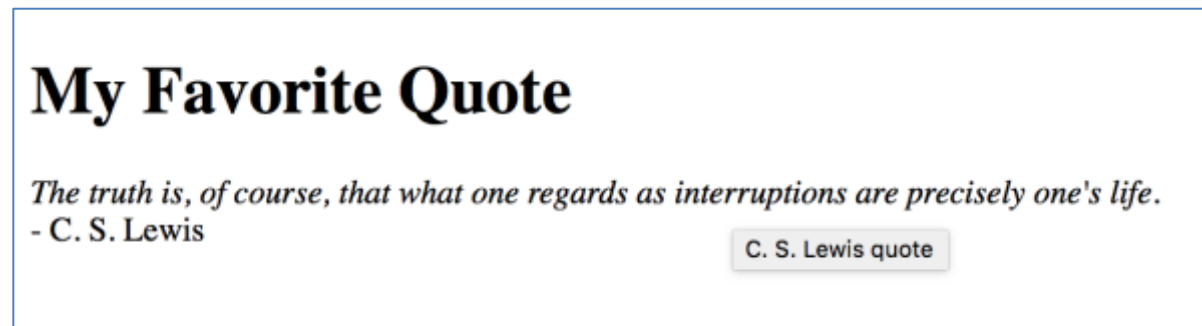 My Favorite Quote
The truth is, of course, that what one regards as interruptions are precisely one's life.
- C. S. Lewis
C. S. Lewis quote